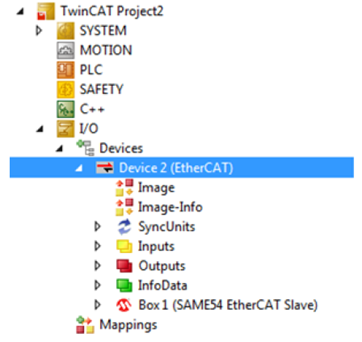 TwinCAT Project2
SYSTEM
MOTION
PLC
SAFETY
C++
I/O
Devices
Device 2 (EtherCAT)
Image
Image-Info
SyncUnits
Inputs
Outputs
InfoData
Box 1 (SAME54 EtherCAT Slave)
Mappings